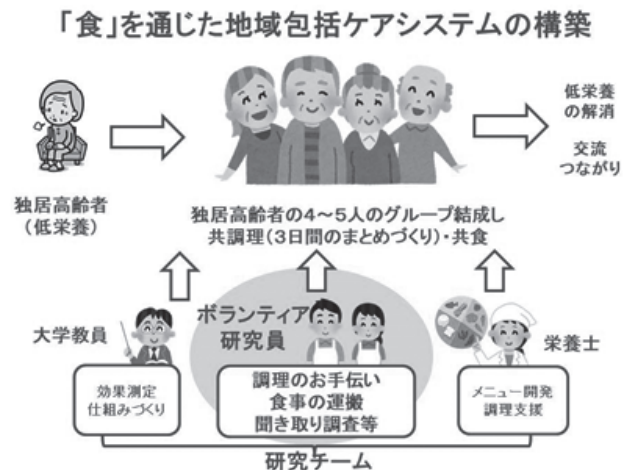 「食」を通じた地域包括ケアシステムの構築
独居高齢者
(低栄養)
低栄養
の解消
交流
つながり
独居高齢者の4～5人のグループ結成し
共調理(3日間のまとめづくり)・共食
大学教員
効果測定
仕組みづくり
ボランティア
研究員
調理のお手伝い
食事の運搬
聞き取り調査等
栄養士
メニュー開発
調理支援
研究チーム